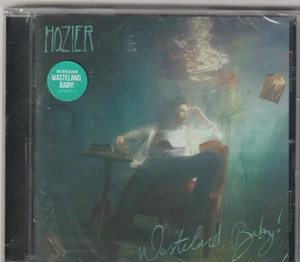 HOZIER
THE NEW ALBUM
WASTELAND,
BABY!
Wasteland, Baby!